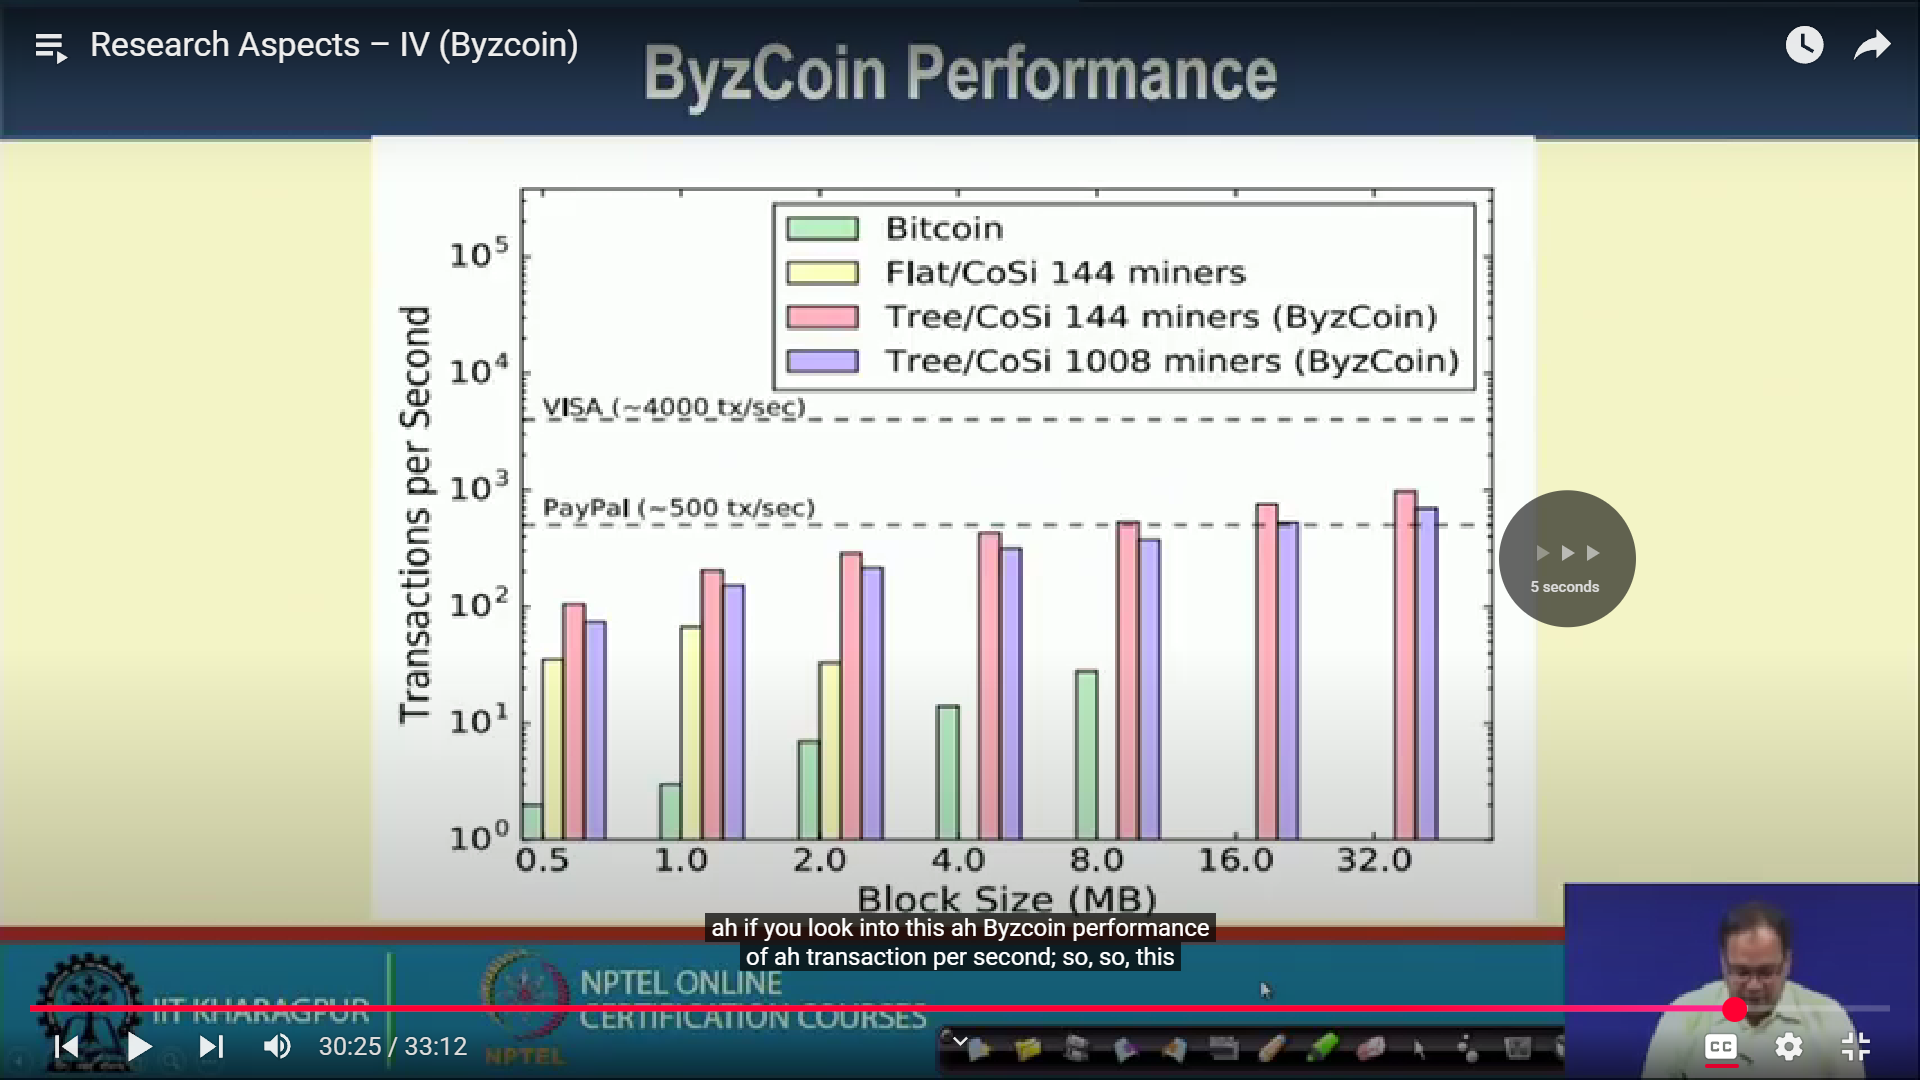 Research Aspects – IV (Byzcoin)
ByzCoin Performance
Transactions per Second
10^5
10^4
10^3
10^2
10^1
10^0
Bitcoin
Flat/CoSi 144 miners
Tree/CoSi 144 miners (ByzCoin)
Tree/CoSi 1008 miners (ByzCoin)
VISA (~4000 tx/sec)
PayPal (~500 tx/sec)
5 seconds
0.5 1.0 2.0 4.0 8.0 16.0 32.0
Block Size (MB)
ah if you look into this ah Byzcoin performance
of ah transaction per second; so, so, this
IIT KHARAGPUR
NPTEL ONLINE
CERTIFICATION COURSES
NPTEL
30:25 / 33:12
CC